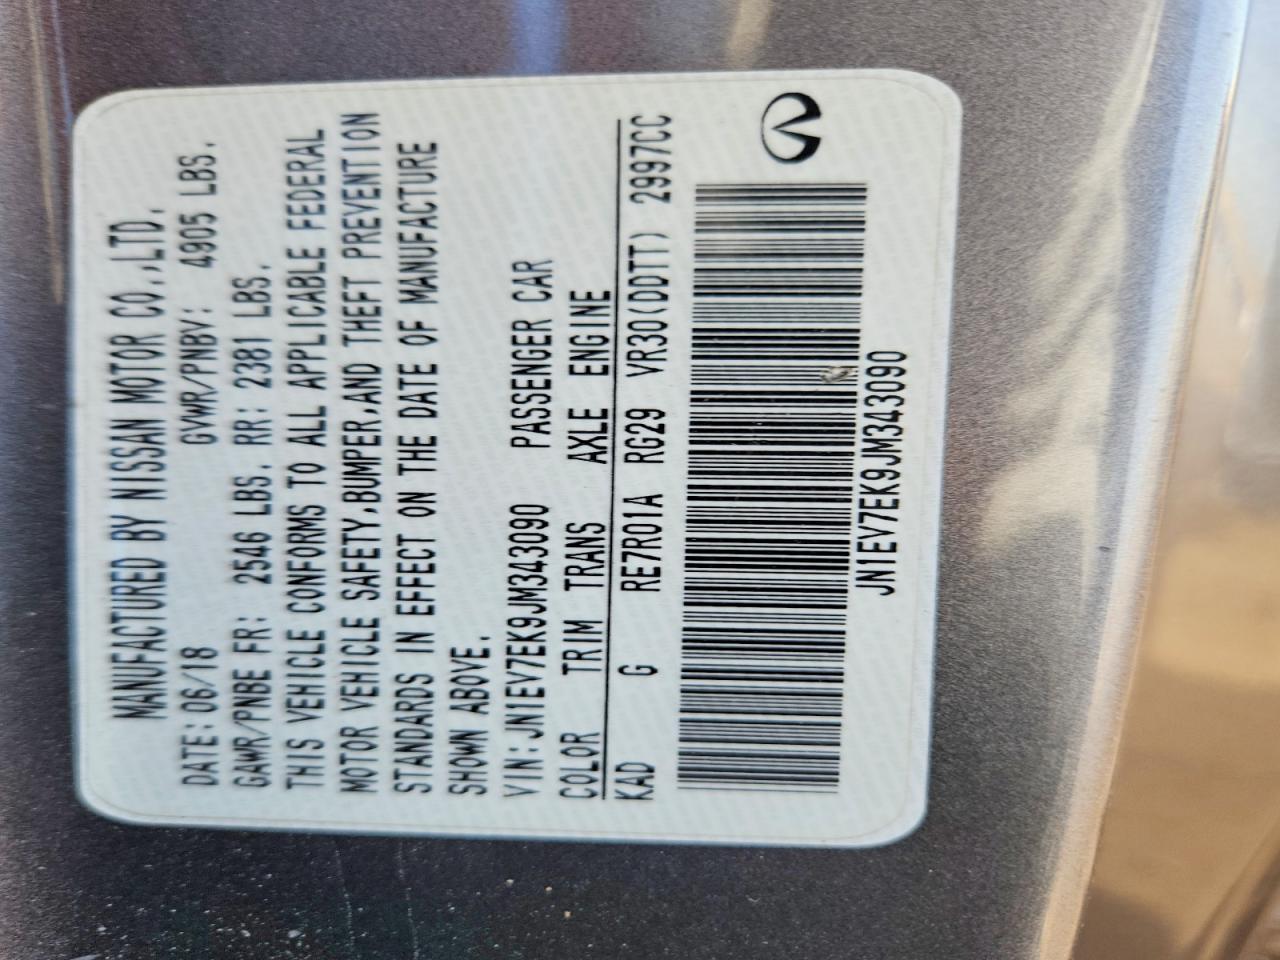 MANUFACTURED BY NISSAN MOTOR CO.,LTD.
DATE: 06/18 GVWR/PNBV: 4905 LBS.
GAWR/PNBE FR: 2546 LBS. RR: 2381 LBS.
THIS VEHICLE CONFORMS TO ALL APPLICABLE FEDERAL
MOTOR VEHICLE SAFETY,BUMPER,AND THEFT PREVENTION
STANDARDS IN EFFECT ON THE DATE OF MANUFACTURE
SHOWN ABOVE.
VIN:JN1EV7EK9JM343090 PASSENGER CAR
COLOR TRIM TRANS AXLE ENGINE
KAD G RE7R01A RG29 VR30(DDTT) 2997CC
JN1EV7EK9JM343090